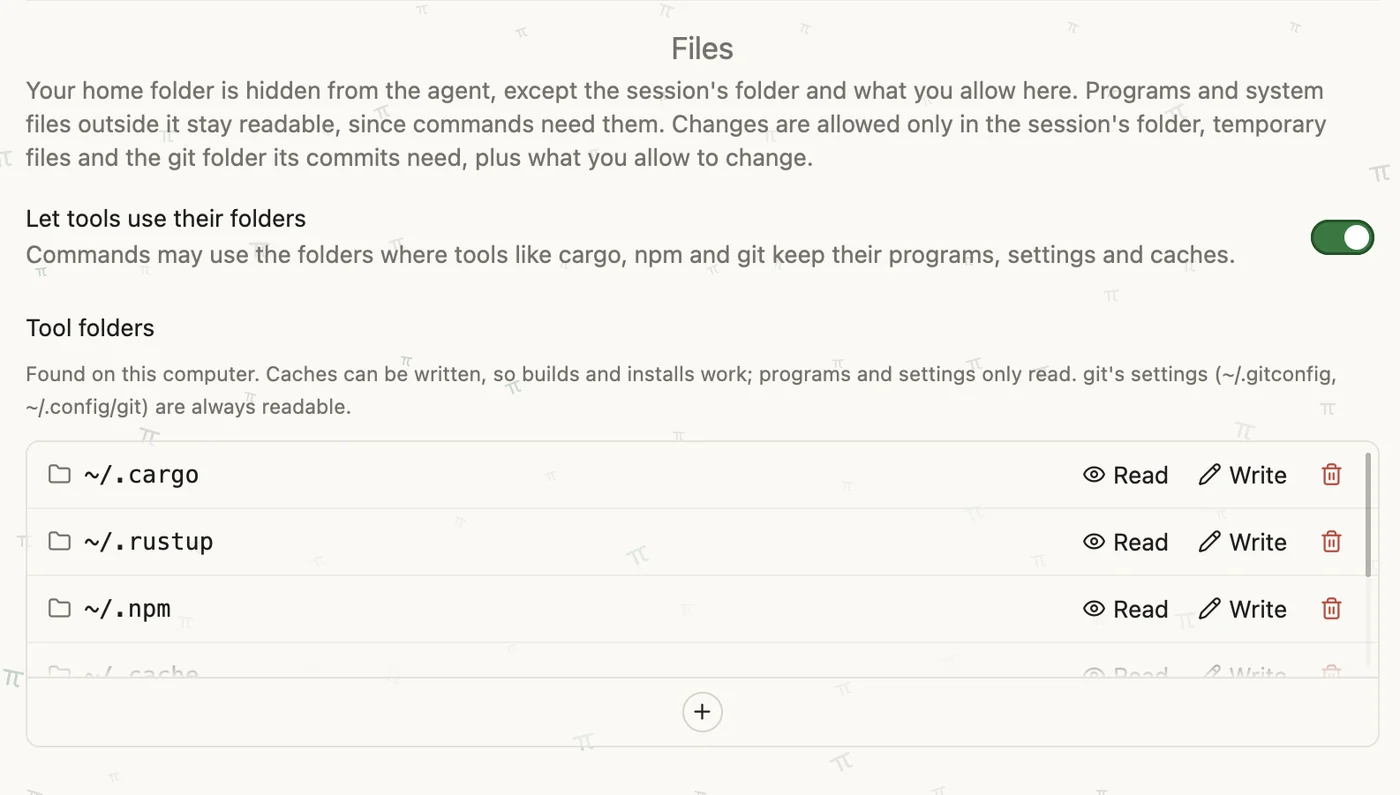 Files
Your home folder is hidden from the agent, except the session's folder and what you allow here. Programs and system
files outside it stay readable, since commands need them. Changes are allowed only in the session's folder, temporary
files and the git folder its commits need, plus what you allow to change.
Let tools use their folders
Commands may use the folders where tools like cargo, npm and git keep their programs, settings and caches.
Tool folders
Found on this computer. Caches can be written, so builds and installs work; programs and settings only read. git's settings (~/.gitconfig,
~/.config/git) are always readable.
~/.cargo Read Write
~/.rustup Read Write
~/.npm Read Write
~/.cache Read Write
+